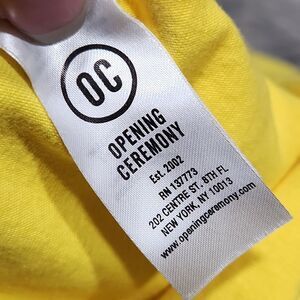 OC
OPENING
CEREMONY
Est. 2002
RN 137773
202 CENTRE ST. 8TH FL
NEW YORK, NY 10013
www.openingceremony.com